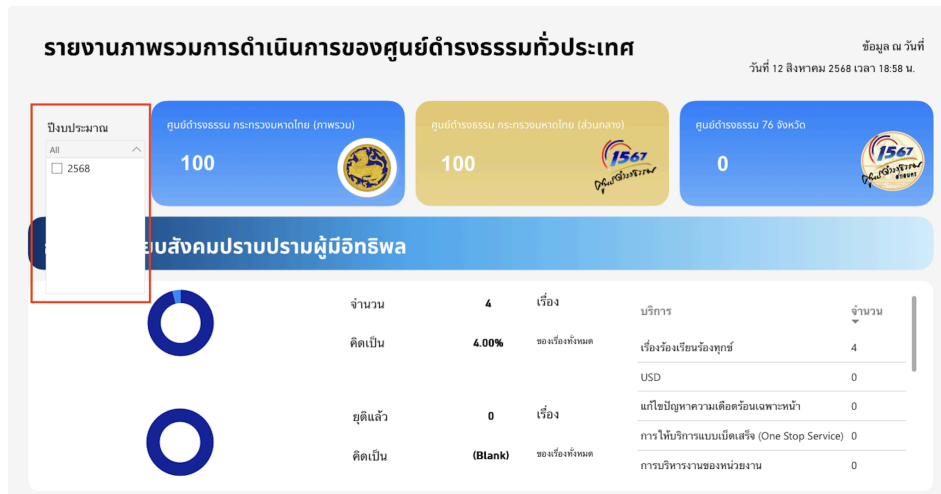 รายงานภาพรวมการดำเนินการของศูนย์ดำรงธรรมทั่วประเทศ
ข้อมูล ณ วันที่
วันที่ 12 สิงหาคม 2568 เวลา 18:58 น.
ปีงบประมาณ
All
2568
ศูนย์ดำรงธรรม กระทรวงมหาดไทย (ภาพรวม)
100
ศูนย์ดำรงธรรม กระทรวงมหาดไทย (ส่วนกลาง)
100
1567
ศูนย์ดำรงธรรม 76 จังหวัด
0
1567
บสังคมปราบปรามผู้มีอิทธิพล
จำนวน 4 เรื่อง
คิดเป็น 4.00% ของเรื่องทั้งหมด
ยุติแล้ว 0 เรื่อง
คิดเป็น (Blank) ของเรื่องทั้งหมด
บริการ จำนวน
เรื่องร้องเรียนร้องทุกข์ 4
USD 0
แก้ไขปัญหาความเดือดร้อนเฉพาะหน้า 0
การให้บริการแบบเบ็ดเสร็จ (One Stop Service) 0
การบริหารงานของหน่วยงาน 0